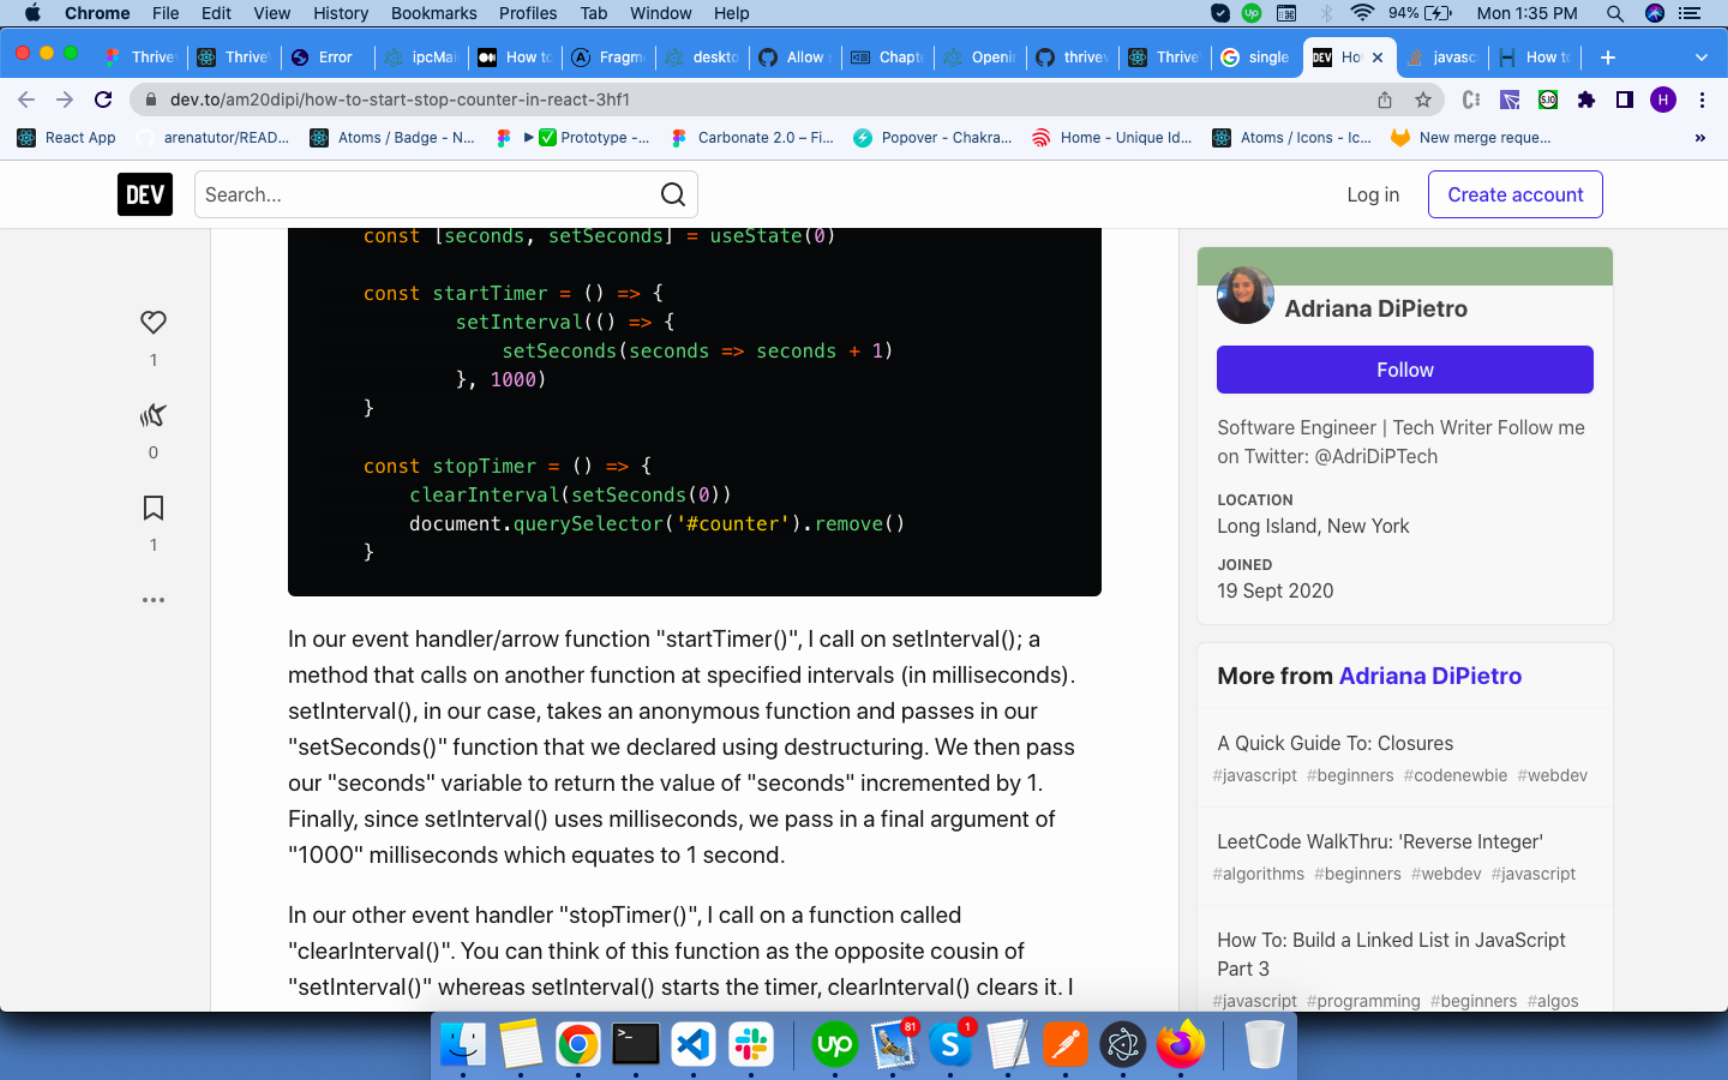 Chrome File Edit View History Bookmarks Profiles Tab Window Help 94% Mon 1:35 PM
Thrive Thrive Error ipcMai How to Fragm deskto Allow Chapt Openin thrive Thrive single Ho javasc How to
dev.to/am20dipi/how-to-start-stop-counter-in-react-3hf1
H
React App arenatutor/READ... Atoms / Badge - N... Prototype -... Carbonate 2.0 – Fi... Popover - Chakra... Home - Unique Id... Atoms / Icons - Ic... New merge reque... »
DEV Search... Log in Create account
const [seconds, setSeconds] = useState(0)
const startTimer = () => {
setInterval(() => {
setSeconds(seconds => seconds + 1)
}, 1000)
}
const stopTimer = () => {
clearInterval(setSeconds(0))
document.querySelector('#counter').remove()
}
1
0
1
In our event handler/arrow function "startTimer()", I call on setInterval(); a
method that calls on another function at specified intervals (in milliseconds).
setInterval(), in our case, takes an anonymous function and passes in our
"setSeconds()" function that we declared using destructuring. We then pass
our "seconds" variable to return the value of "seconds" incremented by 1.
Finally, since setInterval() uses milliseconds, we pass in a final argument of
"1000" milliseconds which equates to 1 second.
In our other event handler "stopTimer()", I call on a function called
"clearInterval()". You can think of this function as the opposite cousin of
"setInterval()" whereas setInterval() starts the timer, clearInterval() clears it. I
Adriana DiPietro
Follow
Software Engineer | Tech Writer Follow me
on Twitter: @AdriDiPTech
LOCATION
Long Island, New York
JOINED
19 Sept 2020
More from Adriana DiPietro
A Quick Guide To: Closures
#javascript #beginners #codenewbie #webdev
LeetCode WalkThru: 'Reverse Integer'
#algorithms #beginners #webdev #javascript
How To: Build a Linked List in JavaScript
Part 3
#javascript #programming #beginners #algos
up 81 S 1